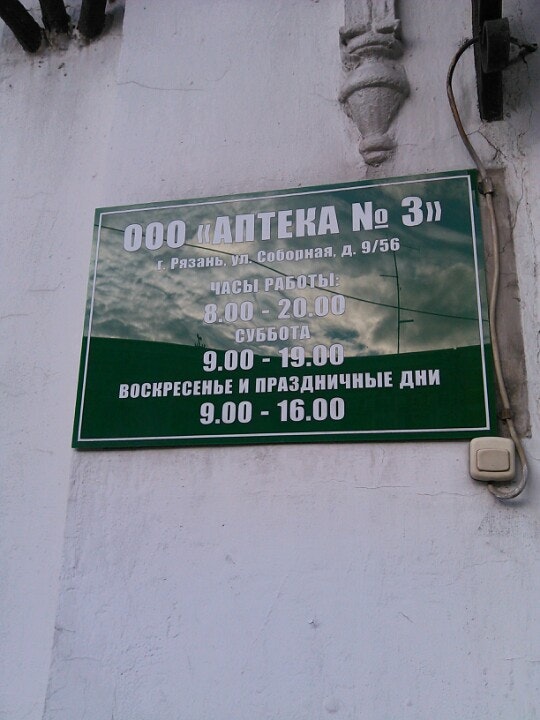 ООО «АПТЕКА № 3»
г. Рязань, ул. Соборная, д. 9/56
ЧАСЫ РАБОТЫ:
8.00 - 20.00
СУББОТА
9.00 - 19.00
ВОСКРЕСЕНЬЕ И ПРАЗДНИЧНЫЕ ДНИ
9.00 - 16.00